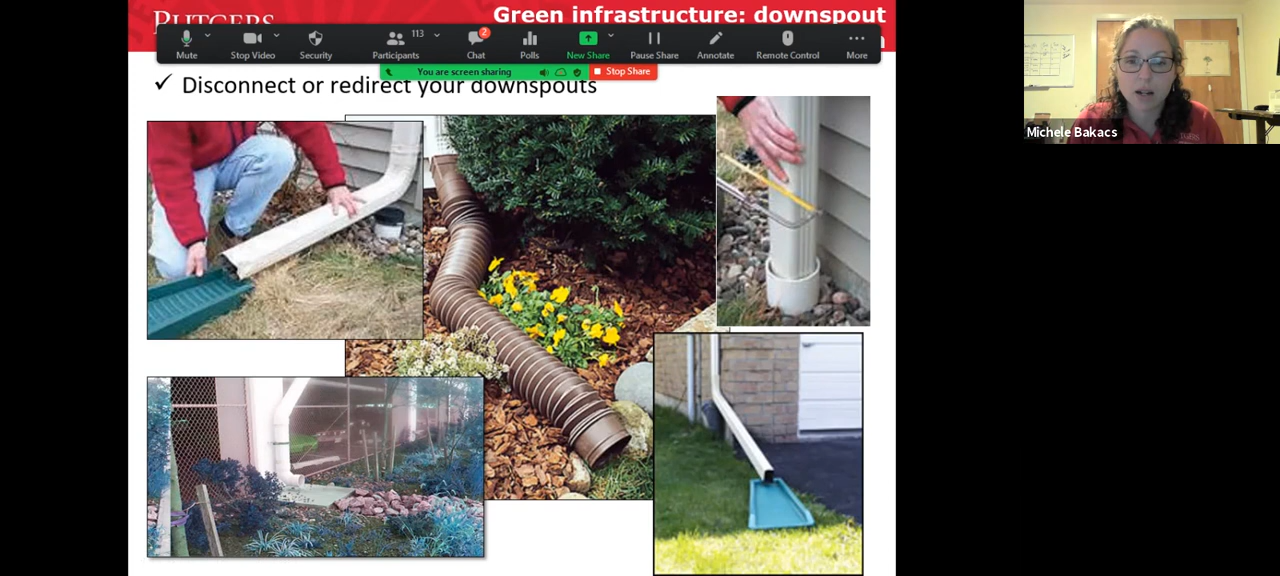 RUTGERS
Green infrastructure: downspout
113
2
Mute
Stop Video
Security
Participants
Chat
Polls
New Share
Pause Share
Annotate
Remote Control
More
You are screen sharing
Stop Share
✓ Disconnect or redirect your downspouts
Michele Bakacs